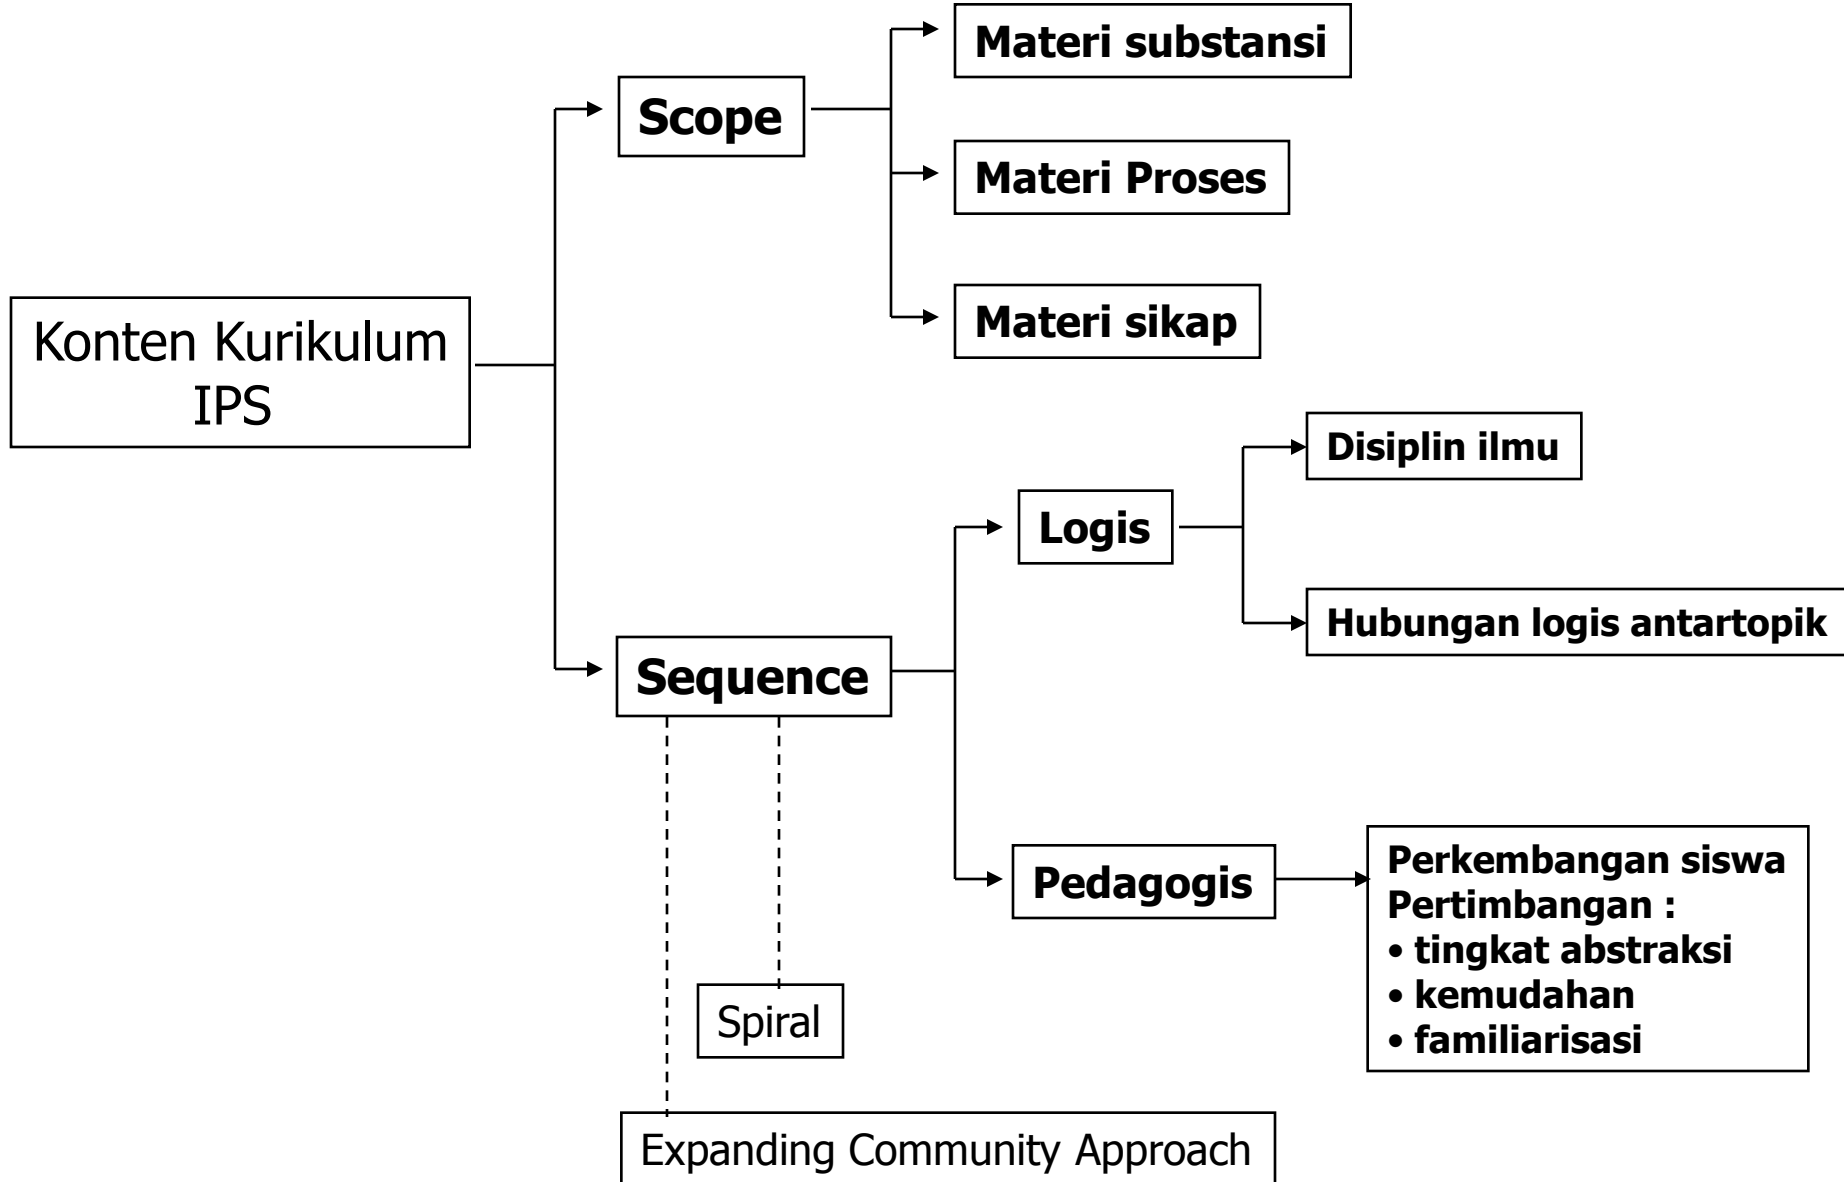 Konten Kurikulum
IPS
Scope
Materi substansi
Materi Proses
Materi sikap
Sequence
Logis
Disiplin ilmu
Hubungan logis antartopik
Pedagogis
Perkembangan siswa
Pertimbangan :
• tingkat abstraksi
• kemudahan
• familiarisasi
Spiral
Expanding Community Approach